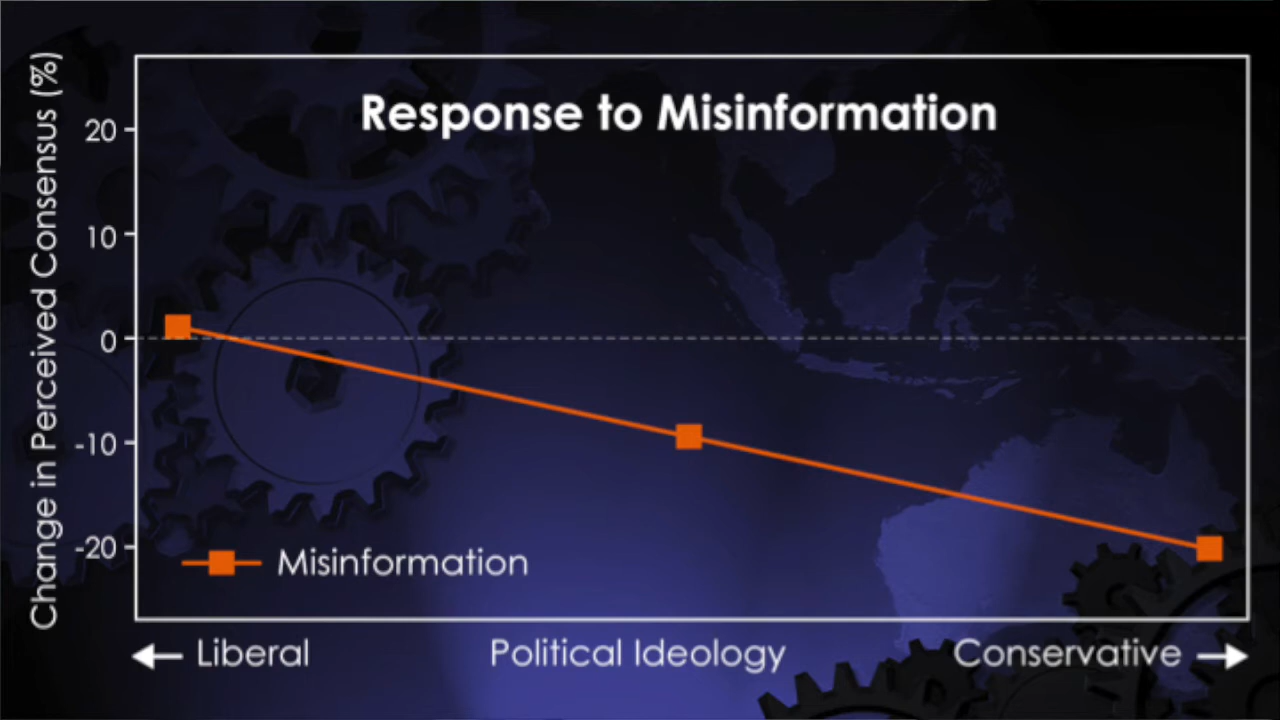 Response to Misinformation
Change in Perceived Consensus (%)
20
10
0
-10
-20
Misinformation
Liberal
Political Ideology
Conservative